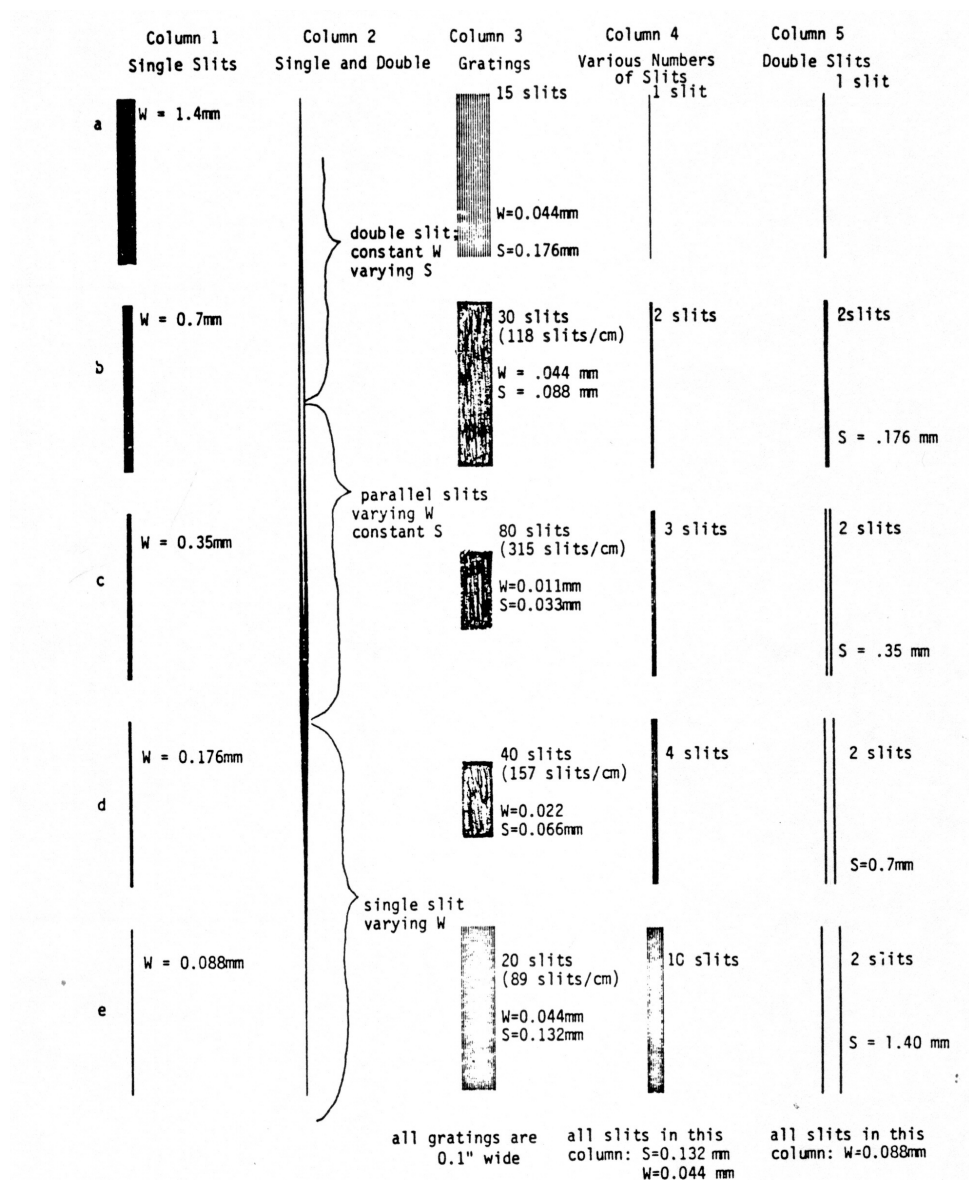 Column 1
Single Slits
Column 2
Single and Double
Column 3
Gratings
Column 4
Various Numbers
of Slits
Column 5
Double Slits
a
W = 1.4mm
double slit;
constant W
varying S
15 slits
W=0.044mm
S=0.176mm
1 slit
1 slit
b
W = 0.7mm
30 slits
(118 slits/cm)
W = .044 mm
S = .088 mm
2 slits
2slits
S = .176 mm
parallel slits
varying W
constant S
c
W = 0.35mm
80 slits
(315 slits/cm)
W=0.011mm
S=0.033mm
3 slits
2 slits
S = .35 mm
d
W = 0.176mm
40 slits
(157 slits/cm)
W=0.022
S=0.066mm
4 slits
2 slits
S=0.7mm
single slit
varying W
e
W = 0.088mm
20 slits
(89 slits/cm)
W=0.044mm
S=0.132mm
10 slits
2 slits
S = 1.40 mm
all gratings are
0.1" wide
all slits in this
column: S=0.132 mm
W=0.044 mm
all slits in this
column: W=0.088mm